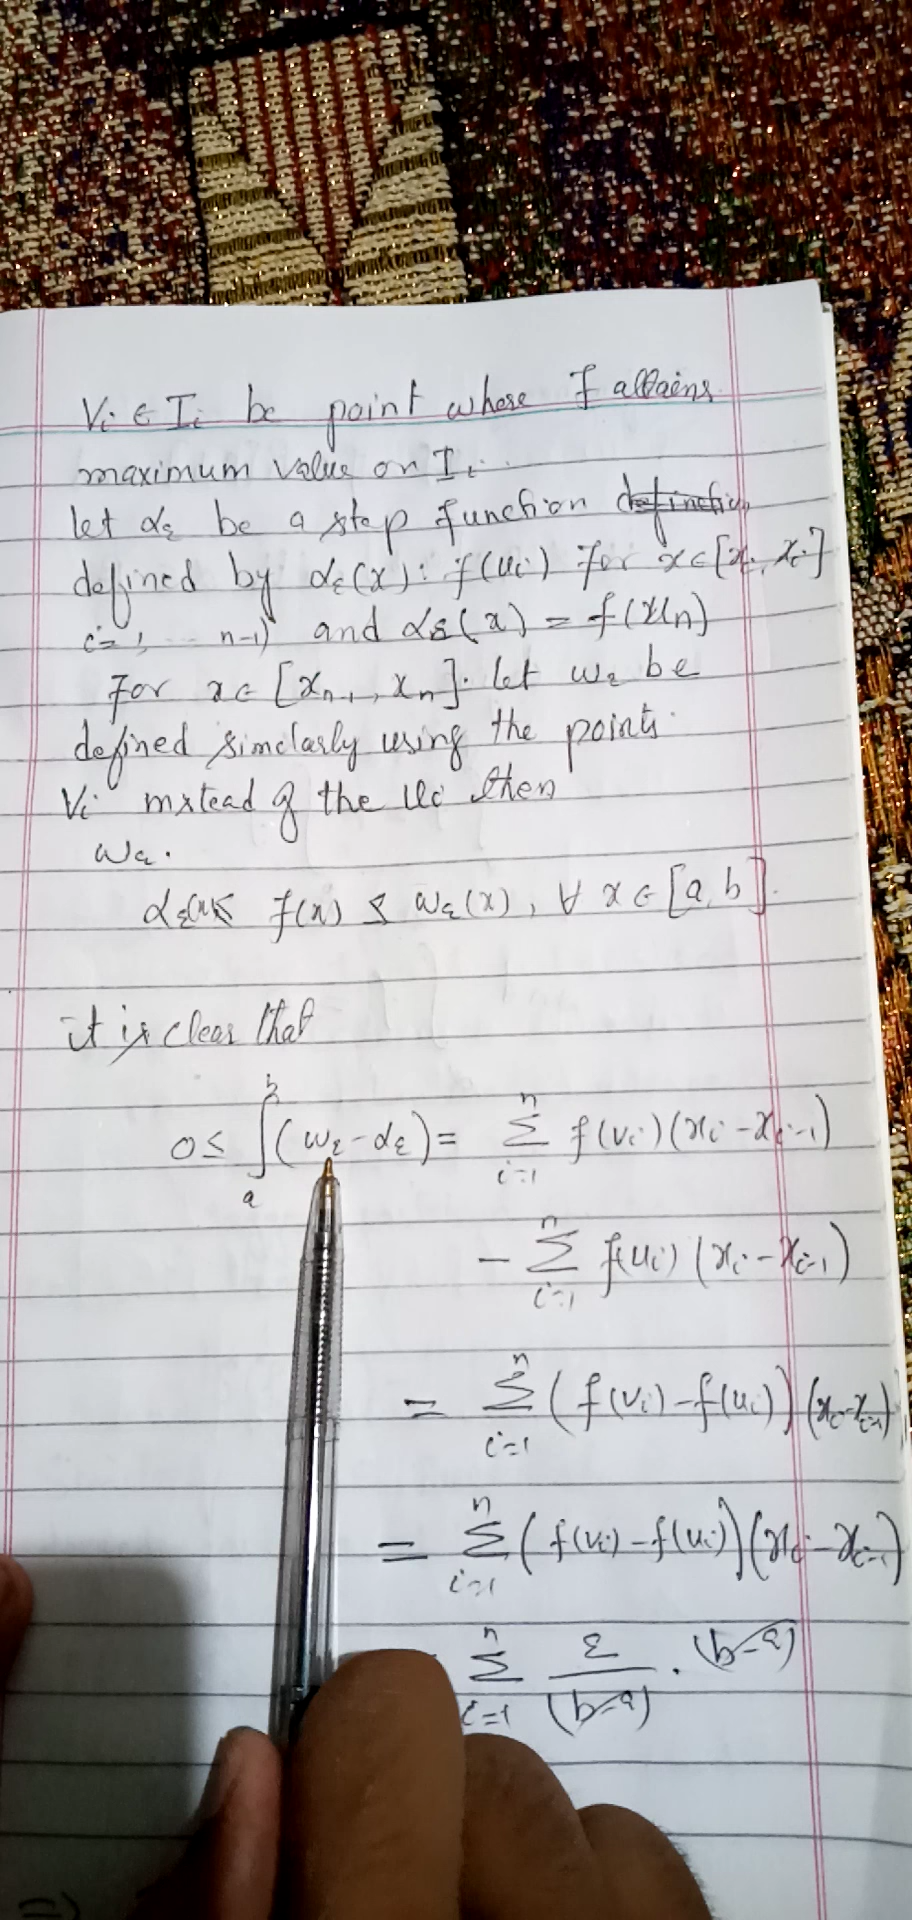 Vi ∈ Ii be point where f attains
maximum value on Ii.
let αε be a step function
defined by αε(x): f(ui) for x∈[xi, xi]
i=1, ... n-1) and αε(x) = f(xn)
For x∈ [xn-1, xn]. let wε be
defined similarly using the points.
Vi instead of the ui then
wε.
αε(x)≤ f(x) ≤ wε(x), ∀ x ∈ [a, b].
it is clear that
0≤ ∫ₐᵇ (wε-αε) = Σⁿᵢ₌₁ f(vi)(xi - xi-1)
- Σⁿᵢ₌₁ f(ui) (xi - xi-1)
= Σⁿᵢ₌₁ ( f(vi) - f(ui)) (xi-xi-1)
= Σⁿᵢ₌₁ ( f(vi) - f(ui)) (xi - xi-1)
Σⁿᵢ₌₁ ε/(b-a) . (b-a)